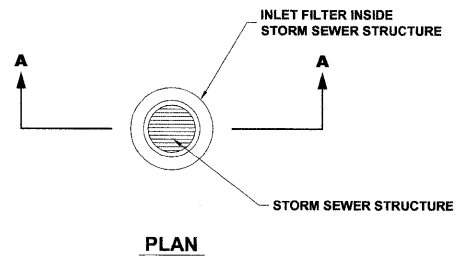 INLET FILTER INSIDE
STORM SEWER STRUCTURE
A
A
STORM SEWER STRUCTURE
PLAN